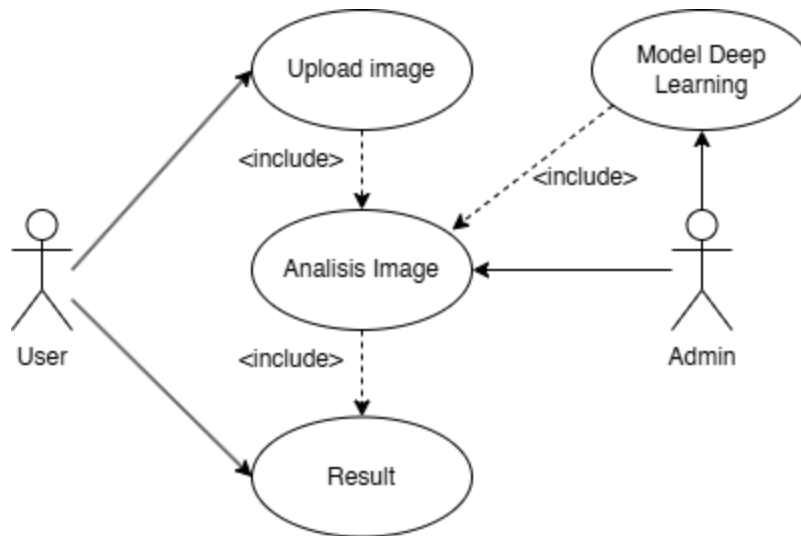 Upload image
Model Deep
Learning
<include>
<include>
Analisis Image
User
Admin
<include>
Result